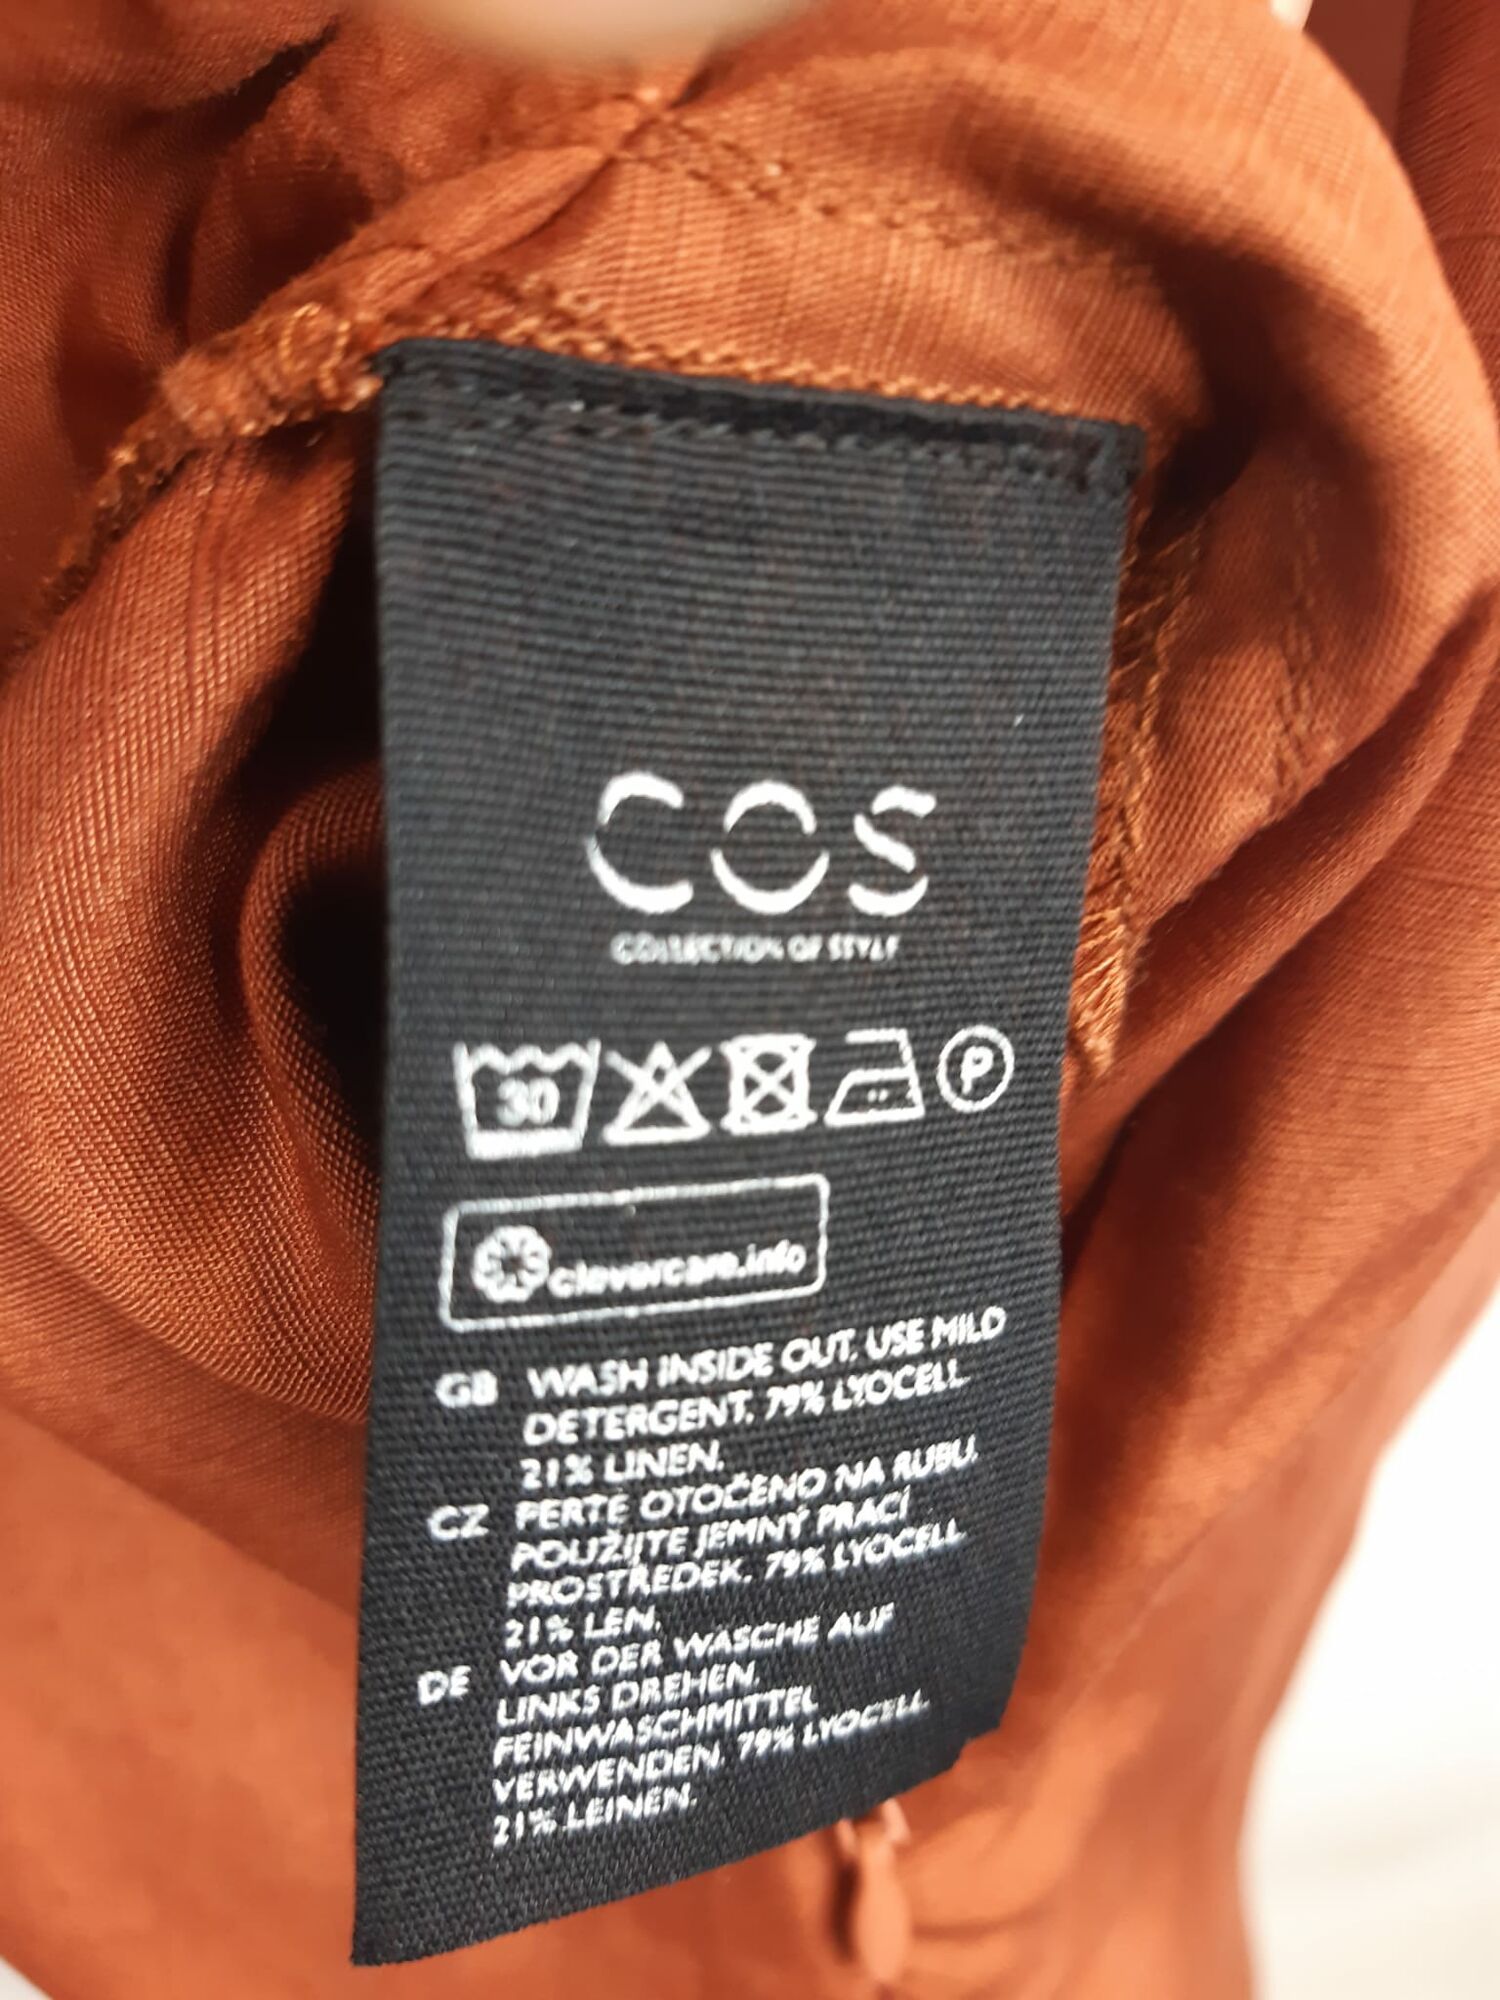 COS
COLLECTION OF STYLE
30
P
clevercare.info
GB WASH INSIDE OUT. USE MILD
DETERGENT. 79% LYOCELL
21% LINEN.
CZ PERTE OTOČENO NA RUBU.
POUŽIJTE JEMNÝ PRACÍ
PROSTŘEDEK. 79% LYOCELL
21% LEN.
DE VOR DER WÄSCHE AUF
LINKS DREHEN.
FEINWASCHMITTEL
VERWENDEN. 79% LYOCELL
21% LEINEN.